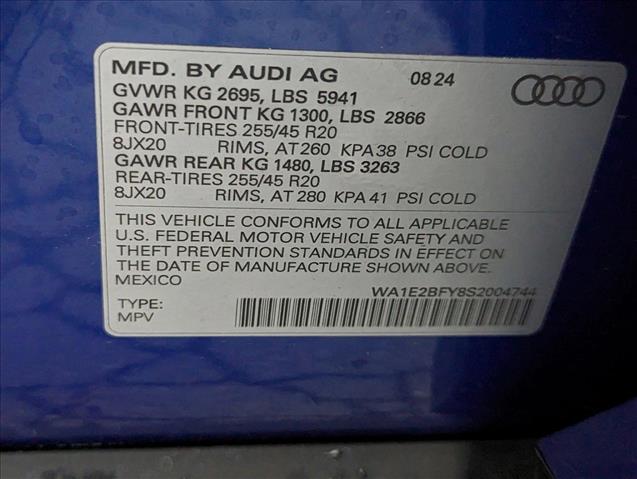 MFD. BY AUDI AG 08 24
GVWR KG 2695, LBS 5941
GAWR FRONT KG 1300, LBS 2866
FRONT-TIRES 255/45 R20
8JX20 RIMS, AT 260 KPA 38 PSI COLD
GAWR REAR KG 1480, LBS 3263
REAR-TIRES 255/45 R20
8JX20 RIMS, AT 280 KPA 41 PSI COLD
THIS VEHICLE CONFORMS TO ALL APPLICABLE
U.S. FEDERAL MOTOR VEHICLE SAFETY AND
THEFT PREVENTION STANDARDS IN EFFECT ON
THE DATE OF MANUFACTURE SHOWN ABOVE.
MEXICO WA1E2BFY8S2004744
TYPE:
MPV